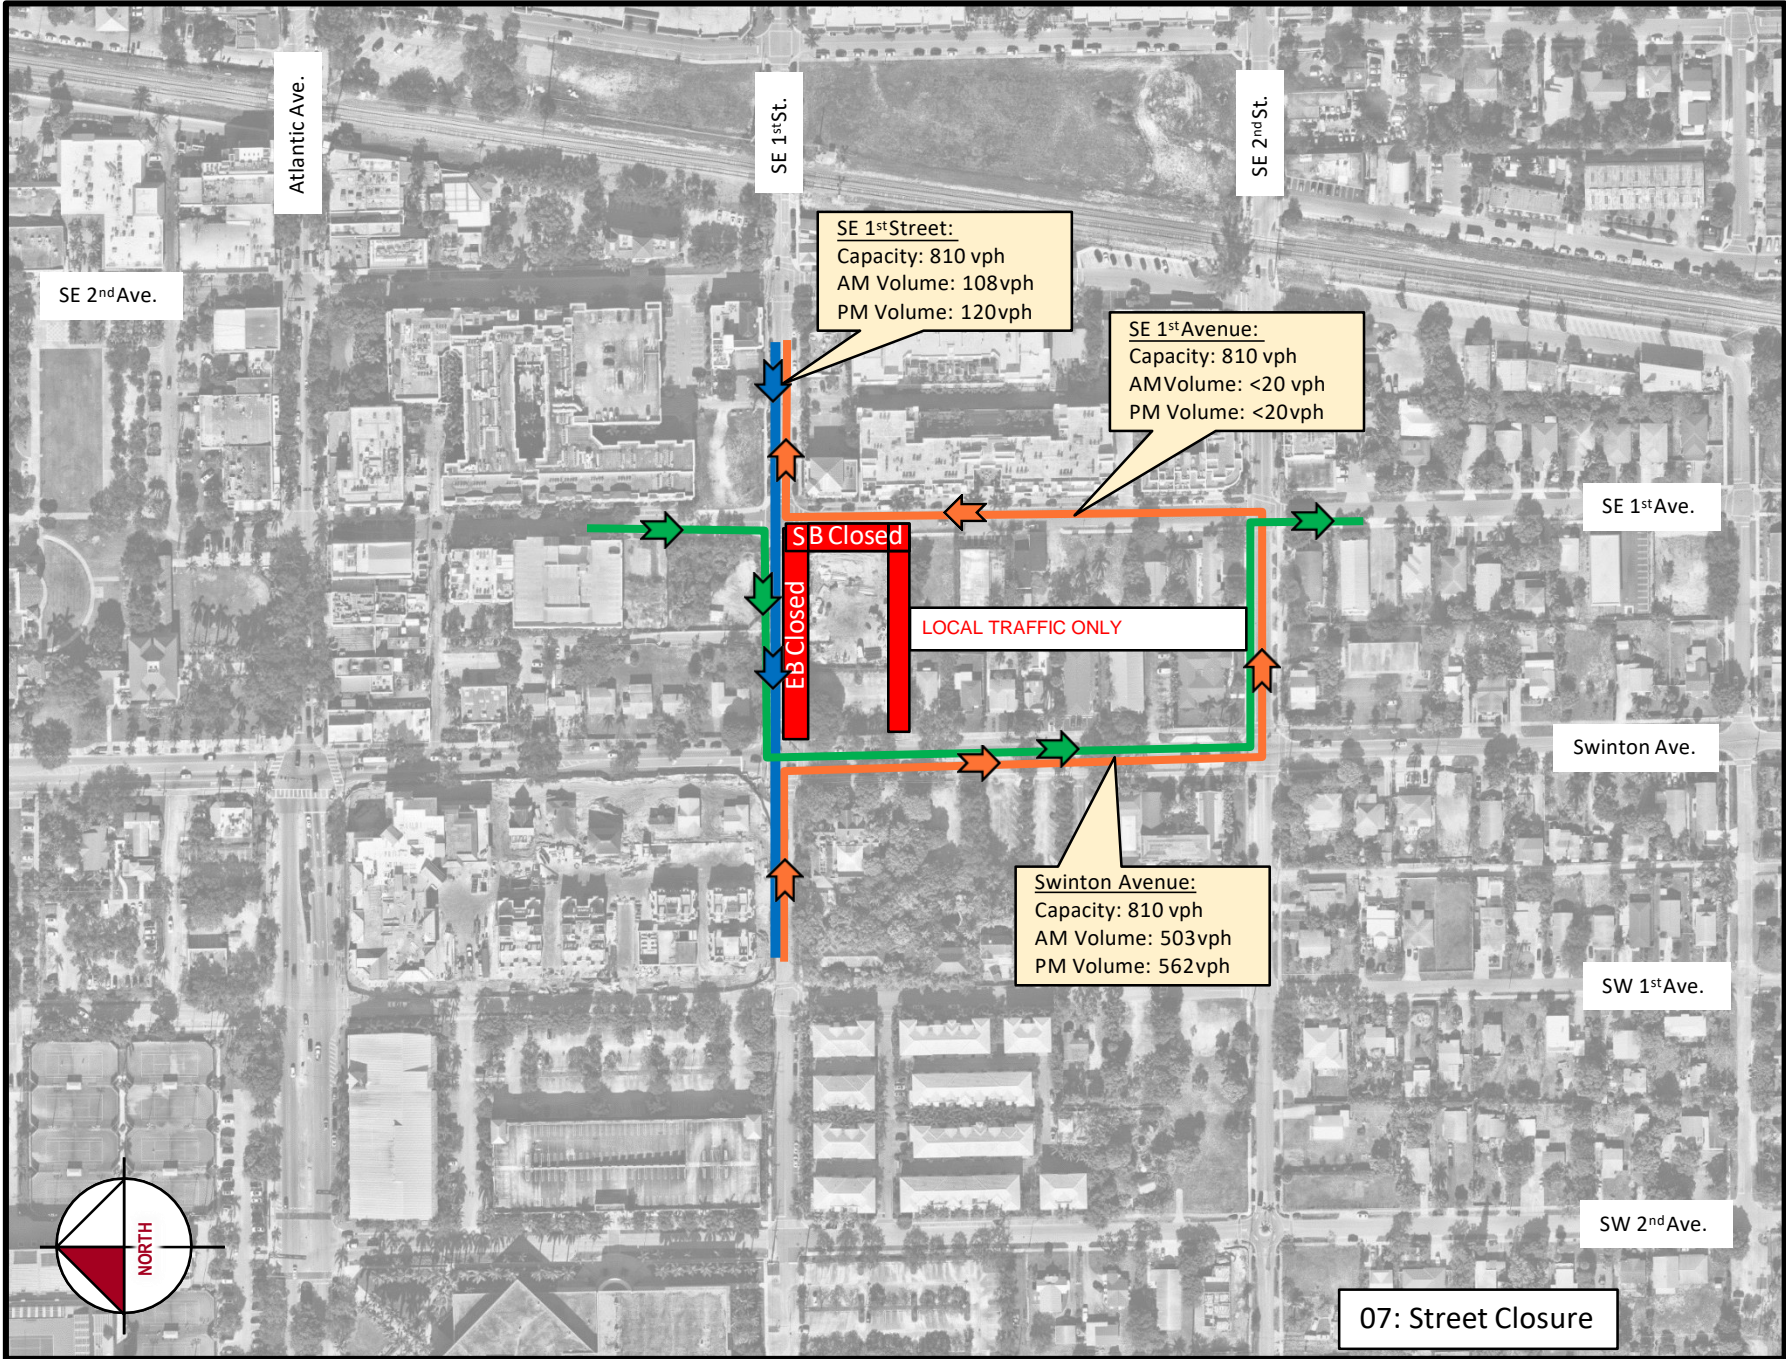 Atlantic Ave.
SE 1st St.
SE 2nd St.
SE 2nd Ave.
SE 1st Street:
Capacity: 810 vph
AM Volume: 108vph
PM Volume: 120vph
SE 1st Avenue:
Capacity: 810 vph
AMVolume: <20 vph
PM Volume: <20vph
SE 1st Ave.
SB Closed
EB Closed
LOCAL TRAFFIC ONLY
Swinton Ave.
Swinton Avenue:
Capacity: 810 vph
AM Volume: 503vph
PM Volume: 562vph
SW 1st Ave.
SW 2nd Ave.
NORTH
07: Street Closure